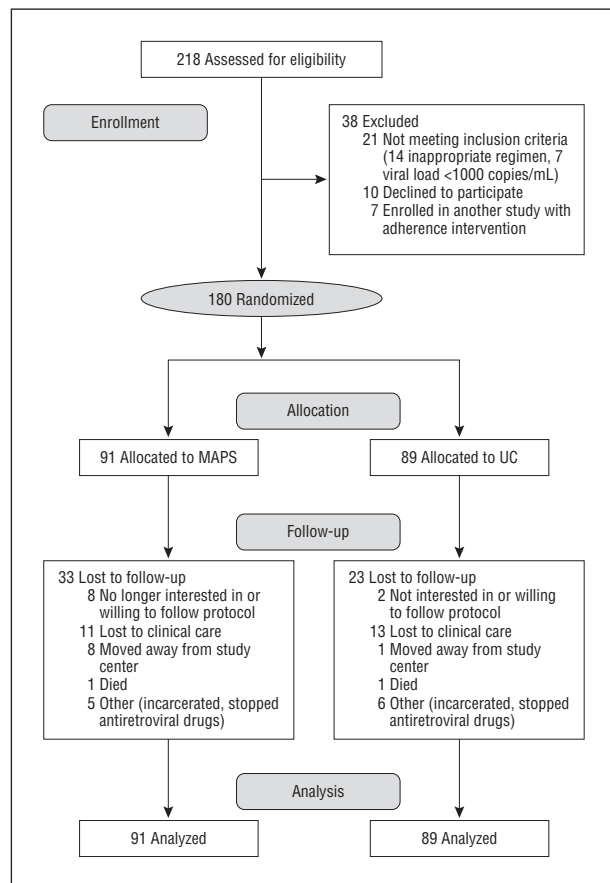 218 Assessed for eligibility
Enrollment
38 Excluded
21 Not meeting inclusion criteria
(14 inappropriate regimen, 7
viral load <1000 copies/mL)
10 Declined to participate
7 Enrolled in another study with
adherence intervention
180 Randomized
Allocation
91 Allocated to MAPS
89 Allocated to UC
Follow-up
33 Lost to follow-up
8 No longer interested in or
willing to follow protocol
11 Lost to clinical care
8 Moved away from study
center
1 Died
5 Other (incarcerated, stopped
antiretroviral drugs)
23 Lost to follow-up
2 Not interested in or willing
to follow protocol
13 Lost to clinical care
1 Moved away from study
center
1 Died
6 Other (incarcerated, stopped
antiretroviral drugs)
Analysis
91 Analyzed
89 Analyzed